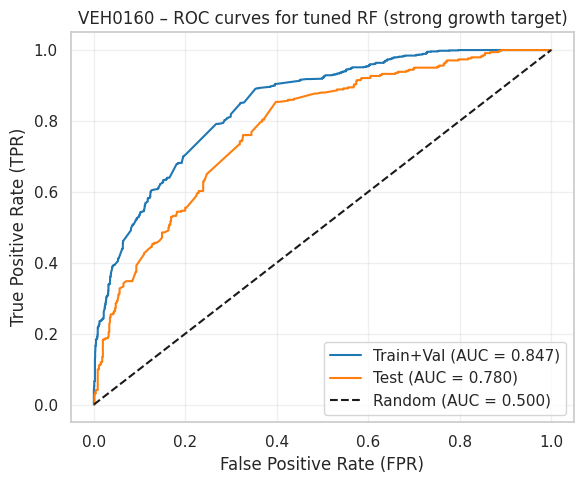 VEH0160 – ROC curves for tuned RF (strong growth target)
1.0
0.8
0.6
0.4
0.2
0.0
True Positive Rate (TPR)
Train+Val (AUC = 0.847)
Test (AUC = 0.780)
Random (AUC = 0.500)
0.0 0.2 0.4 0.6 0.8 1.0
False Positive Rate (FPR)